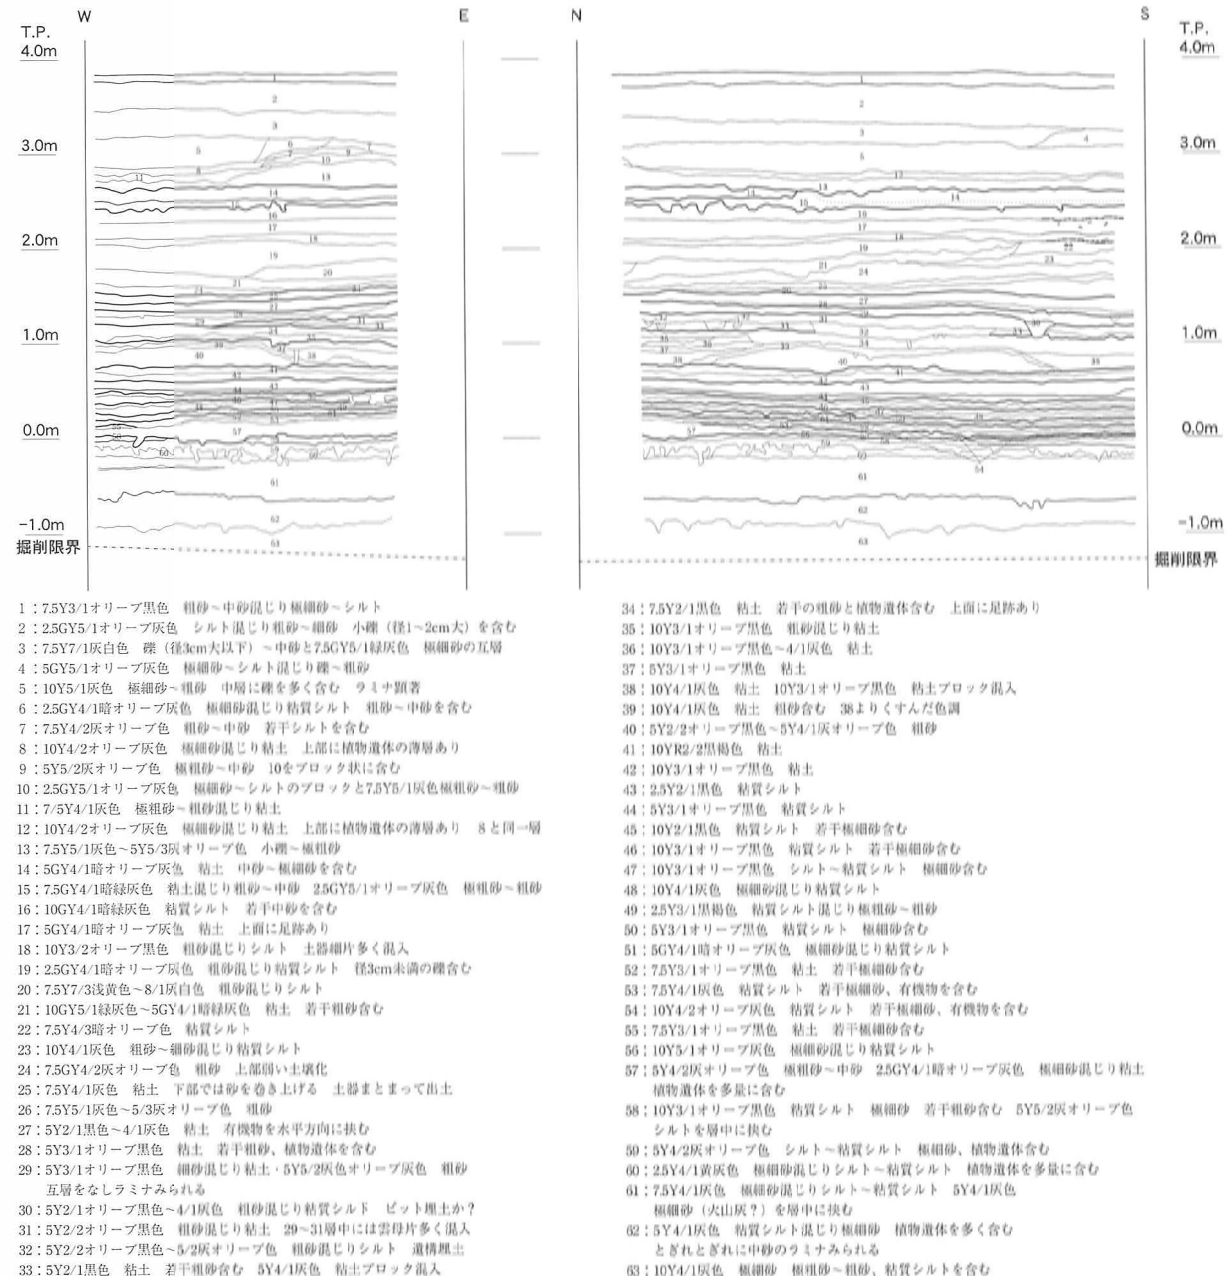 W
E
N
S
T.P.
4.0m
3.0m
2.0m
1.0m
0.0m
-1.0m
掘削限界
T.P.
4.0m
3.0m
2.0m
1.0m
0.0m
-1.0m
掘削限界
1：7.5Y3/1オリーブ黒色　粗砂～中砂混じり極細砂～シルト
2：2.5GY5/1オリーブ灰色　シルト混じり粗砂～細砂　小礫（径1～2cm大）を含む
3：7.5Y7/1灰白色　礫（径3cm大以下）～中砂と7.5GY5/1緑灰色　極細砂の互層
4：5GY5/1オリーブ灰色　極細砂～シルト混じり礫～粗砂
5：10Y5/1灰色　極細砂～粗砂　中層に礫を多く含む　ラミナ顕著
6：2.5GY4/1暗オリーブ灰色　極細砂混じり粘質シルト　粗砂～中砂を含む
7：7.5Y4/2灰オリーブ色　粗砂～中砂　若干シルトを含む
8：10Y4/2オリーブ灰色　極細砂混じり粘土　上部に植物遺体の薄層あり
9：5Y5/2灰オリーブ色　極粗砂～中砂　10をブロック状に含む
10：2.5GY5/1オリーブ灰色　極細砂～シルトのブロックと7.5Y5/1灰色極粗砂～粗砂
11：7/5Y4/1灰色　極粗砂～粗砂混じり粘土
12：10Y4/2オリーブ灰色　極細砂混じり粘土　上部に植物遺体の薄層あり　8と同一層
13：7.5Y5/1灰色～5Y5/3灰オリーブ色　小礫～極粗砂
14：5GY4/1暗オリーブ灰色　粘土　中砂～極細砂を含む
15：7.5GY4/1暗緑灰色　粘土混じり粗砂～中砂　2.5GY5/1オリーブ灰色　極粗砂～粗砂
16：10GY4/1暗緑灰色　粘質シルト　若干中砂を含む
17：5GY4/1暗オリーブ灰色　粘土　上面に足跡あり
18：10Y3/2オリーブ黒色　粗砂混じりシルト　土器細片多く混入
19：2.5GY4/1暗オリーブ灰色　粗砂混じり粘質シルト　径3cm未満の礫含む
20：7.5Y7/3浅黄色～8/1灰白色　粗砂混じりシルト
21：10GY5/1緑灰色～5GY4/1暗緑灰色　粘土　若干粗砂含む
22：7.5Y4/3暗オリーブ色　粘質シルト
23：10Y4/1灰色　粗砂～細砂混じり粘質シルト
24：7.5GY4/2灰オリーブ色　粗砂　上部弱い土壌化
25：7.5Y4/1灰色　粘土　下部では砂を巻き上げる　土器まとまって出土
26：7.5Y5/1灰色～5/3灰オリーブ色　粗砂
27：5Y2/1黒色～4/1灰色　粘土　有機物を水平方向に挟む
28：5Y3/1オリーブ黒色　粘土　若干粗砂、植物遺体を含む
29：5Y3/1オリーブ黒色　細砂混じり粘土・5Y5/2灰色オリーブ灰色　粗砂
互層をなしラミナみられる
30：5Y2/1オリーブ黒色～4/1灰色　粗砂混じり粘質シルト　ピット埋土か？
31：5Y2/2オリーブ黒色　粗砂混じり粘土　29～31層中には雲母片多く混入
32：5Y2/2オリーブ黒色～5/2灰オリーブ色　粗砂混じりシルト　遺構埋土
33：5Y2/1黒色　粘土　若干粗砂含む　5Y4/1灰色　粘土ブロック混入
34：7.5Y2/1黒色　粘土　若干の粗砂と植物遺体含む　上面に足跡あり
35：10Y3/1オリーブ黒色　粗砂混じり粘土
36：10Y3/1オリーブ黒色～4/1灰色　粘土
37：5Y3/1オリーブ黒色　粘土
38：10Y4/1灰色　粘土　10Y3/1オリーブ黒色　粘土ブロック混入
39：10Y4/1灰色　粘土　粗砂含む　38よりくすんだ色調
40：5Y2/2オリーブ黒色～5Y4/1灰オリーブ色　粗砂
41：10YR2/2黒褐色　粘土
42：10Y3/1オリーブ黒色　粘土
43：2.5Y2/1黒色　粘質シルト
44：5Y3/1オリーブ黒色　粘質シルト
45：10Y2/1黒色　粘質シルト　若干極細砂含む
46：10Y3/1オリーブ黒色　粘質シルト　若干極細砂含む
47：10Y3/1オリーブ黒色　シルト～粘質シルト　極細砂含む
48：10Y4/1灰色　極細砂混じり粘質シルト
49：2.5Y3/1黒褐色　粘質シルト混じり極粗砂～粗砂
50：5Y3/1オリーブ黒色　粘質シルト　極細砂含む
51：5GY4/1暗オリーブ灰色　極細砂混じり粘質シルト
52：7.5Y3/1オリーブ黒色　粘土　若干極細砂含む
53：7.5Y4/1灰色　粘質シルト　若干極細砂、有機物を含む
54：10Y4/2オリーブ灰色　粘質シルト　若干極細砂、有機物を含む
55：7.5Y3/1オリーブ黒色　粘土　若干極細砂含む
56：10Y5/1オリーブ灰色　極細砂混じり粘質シルト
57：5Y4/2灰オリーブ色　極粗砂～中砂　2.5GY4/1暗オリーブ灰色　極細砂混じり粘土
植物遺体を多量に含む
58：10Y3/1オリーブ黒色　粘質シルト　極細砂　若干粗砂含む　5Y5/2灰オリーブ色
シルトを層中に挟む
59：5Y4/2灰オリーブ色　シルト～粘質シルト　極細砂、植物遺体含む
60：2.5Y4/1黄灰色　極細砂混じりシルト～粘質シルト　植物遺体を多量に含む
61：7.5Y4/1灰色　極細砂混じりシルト～粘質シルト　5Y4/1灰色
極細砂（火山灰？）を層中に挟む
62：5Y4/1灰色　粘質シルト混じり極細砂　植物遺体を多く含む
とぎれとぎれに中砂のラミナみられる
63：10Y4/1灰色　極細砂　極粗砂～粗砂、粘質シルトを含む